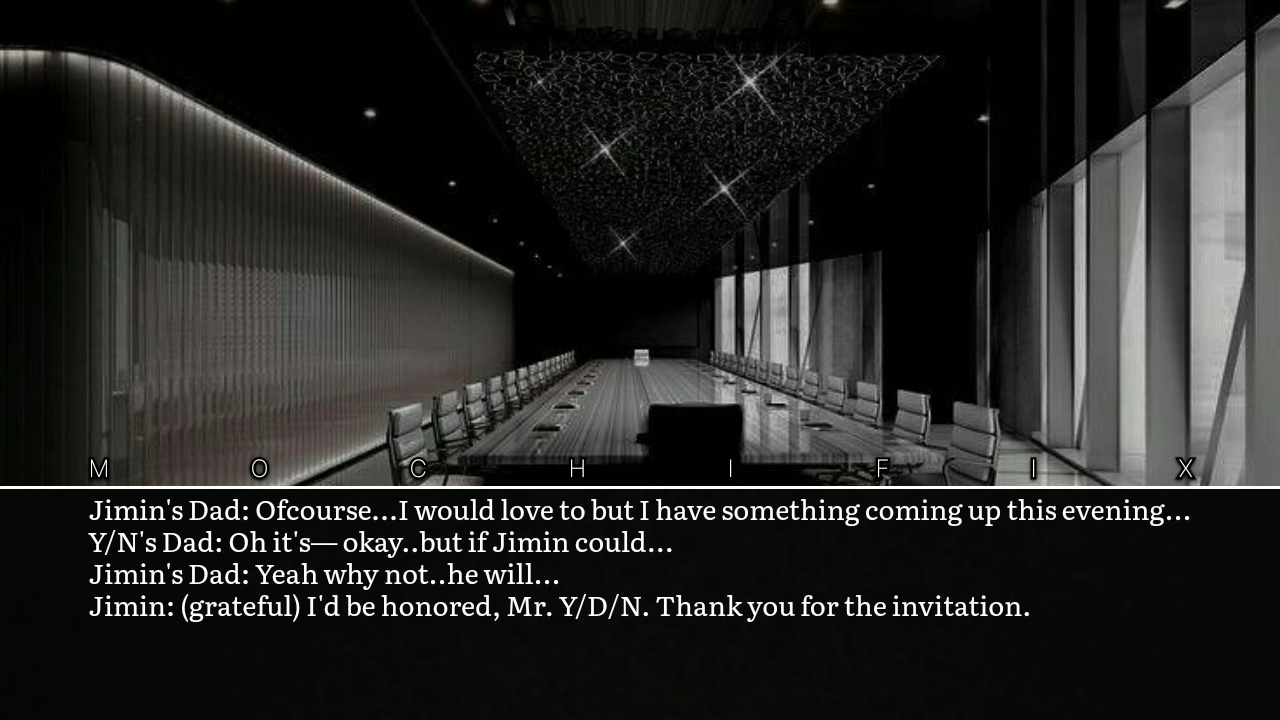 M O C H I F I X
Jimin's Dad: Ofcourse...I would love to but I have something coming up this evening...
Y/N's Dad: Oh it's— okay..but if Jimin could...
Jimin's Dad: Yeah why not..he will...
Jimin: (grateful) I'd be honored, Mr. Y/D/N. Thank you for the invitation.